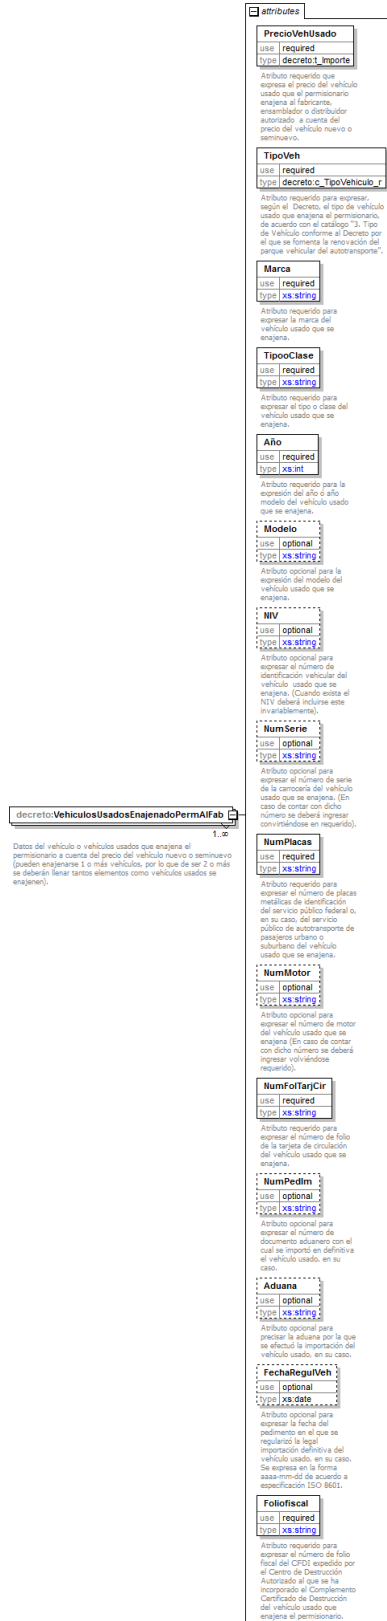 attributes
PrecioVehUsado
use required
type decreto:t_Importe
Atributo requerido que
expresa el precio del vehículo
usado que el permisionario
enajena al fabricante,
ensamblador o distribuidor
autorizado a cuenta del
precio del vehículo nuevo o
seminuevo.
TipoVeh
use required
type decreto:c_TipoVehiculo_r
Atributo requerido para expresar,
según el Decreto, el tipo de vehículo
usado que enajena el permisionario,
de acuerdo con el catálogo "3. Tipo
de Vehículo conforme al Decreto por
el que se fomenta la renovación del
parque vehicular del autotransporte".
Marca
use required
type xs:string
Atributo requerido para
expresar la marca del
vehículo usado que se
enajena.
TipooClase
use required
type xs:string
Atributo requerido para
expresar el tipo o clase del
vehículo usado que se
enajena.
Año
use required
type xs:int
Atributo requerido para la
expresión del año ó año
modelo del vehículo usado
que se enajena.
Modelo
use optional
type xs:string
Atributo opcional para la
expresión del modelo del
vehículo usado que se
enajena.
NIV
use optional
type xs:string
Atributo opcional para
expresar el número de
identificación vehicular del
vehículo usado que se
enajena. (Cuando exista el
NIV deberá incluirse este
invariablemente).
NumSerie
use optional
type xs:string
Atributo opcional para
expresar el número de serie
de la carrocería del vehículo
usado que se enajena. (En
caso de contar con dicho
número se deberá ingresar
convirtiéndose en requerido).
decreto:VehiculosUsadosEnajenadoPermAlFab
1..∞
Datos del vehículo o vehículos usados que enajena el
permisionario a cuenta del precio del vehículo nuevo o seminuevo
(pueden enajenarse 1 o más vehículos, por lo que de ser 2 o más
se deberán llenar tantos elementos como vehículos usados se
enajenen).
NumPlacas
use required
type xs:string
Atributo requerido para
expresar el número de placas
metálicas de identificación
del servicio público federal o,
en su caso, del servicio
público de autotransporte de
pasajeros urbano o
suburbano del vehículo
usado que se enajena.
NumMotor
use optional
type xs:string
Atributo opcional para
expresar el número de motor
del vehículo usado que se
enajena (En caso de contar
con dicho número se deberá
ingresar volviéndose
requerido).
NumFolTarjCir
use required
type xs:string
Atributo requerido para
expresar el número de folio
de la tarjeta de circulación
del vehículo usado que se
enajena.
NumPedIm
use optional
type xs:string
Atributo opcional para
expresar el número de
documento aduanero con el
cual se importó en definitiva
el vehículo usado, en su
caso.
Aduana
use optional
type xs:string
Atributo opcional para
precisar la aduana por la que
se efectuó la importación del
vehículo usado, en su caso.
FechaRegulVeh
use optional
type xs:date
Atributo opcional para
expresar la fecha del
pedimento en el que se
regularizó la legal
importación definitiva del
vehículo usado, en su caso.
Se expresa en la forma
aaaa-mm-dd de acuerdo a
especificación ISO 8601.
Foliofiscal
use required
type xs:string
Atributo requerido para
expresar el número de folio
fiscal del CFDI expedido por
el Centro de Destrucción
Autorizado al que se ha
incorporado el Complemento
Certificado de Destrucción
del vehículo usado que
enajena el permisionario.